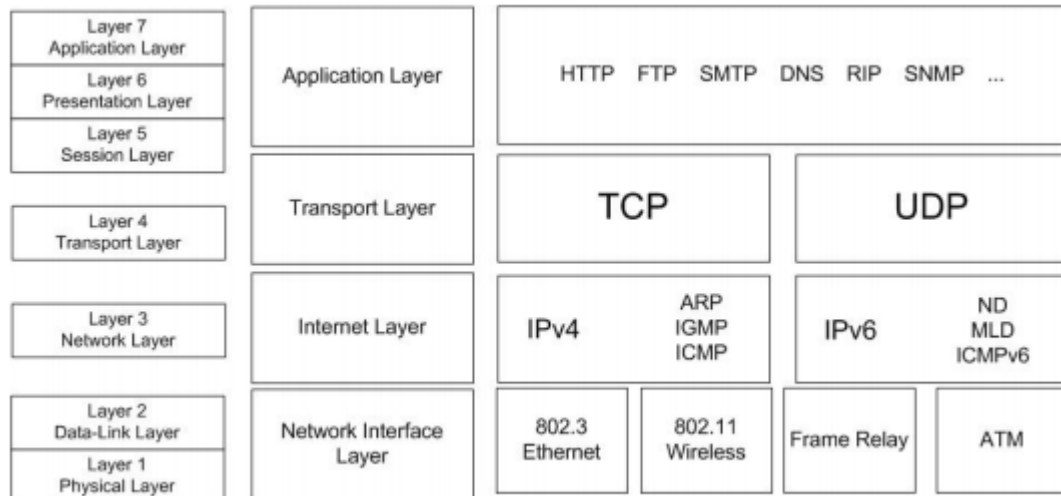 Layer 7
Application Layer
Layer 6
Presentation Layer
Layer 5
Session Layer
Layer 4
Transport Layer
Layer 3
Network Layer
Layer 2
Data-Link Layer
Layer 1
Physical Layer
Application Layer
Transport Layer
Internet Layer
Network Interface
Layer
HTTP FTP SMTP DNS RIP SNMP ...
TCP
UDP
IPv4
ARP
IGMP
ICMP
IPv6
ND
MLD
ICMPv6
802.3
Ethernet
802.11
Wireless
Frame Relay
ATM